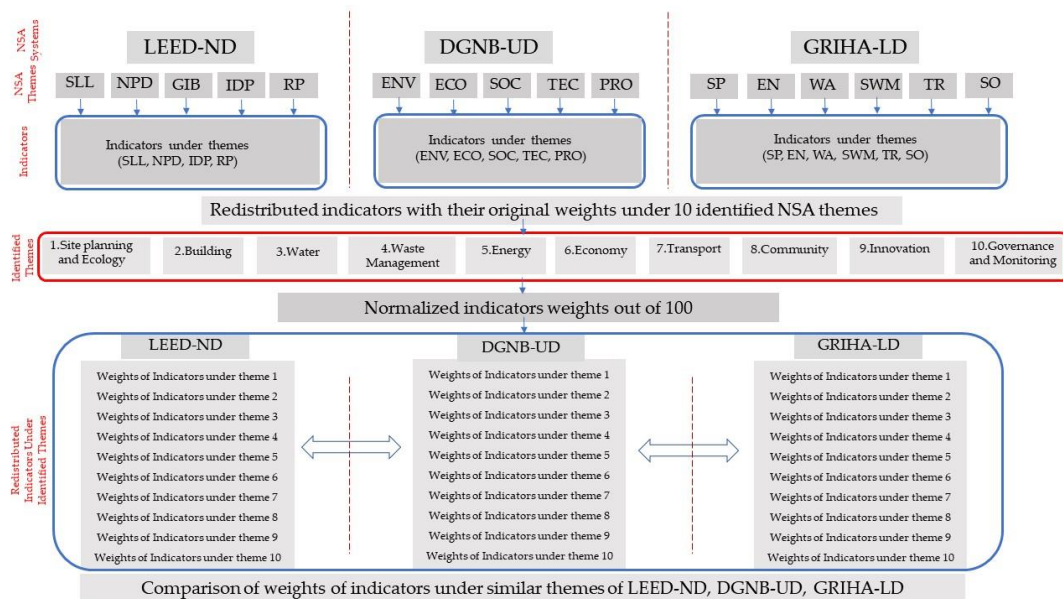 NSA
Systems
LEED-ND
DGNB-UD
GRIHA-LD
NSA
Themes
SLL
NPD
GIB
IDP
RP
ENV
ECO
SOC
TEC
PRO
SP
EN
WA
SWM
TR
SO
Indicators
Indicators under themes
(SLL, NPD, IDP, RP)
Indicators under themes
(ENV, ECO, SOC, TEC, PRO)
Indicators under themes
(SP, EN, WA, SWM, TR, SO)
Redistributed indicators with their original weights under 10 identified NSA themes
Identified
Themes
1.Site planning
and Ecology
2.Building
3.Water
4.Waste
Management
5.Energy
6.Economy
7.Transport
8.Community
9.Innovation
10.Governance
and Monitoring
Normalized indicators weights out of 100
Redistributed
Indicators Under
Identified Themes
LEED-ND
Weights of Indicators under theme 1
Weights of Indicators under theme 2
Weights of Indicators under theme 3
Weights of Indicators under theme 4
Weights of Indicators under theme 5
Weights of Indicators under theme 6
Weights of Indicators under theme 7
Weights of Indicators under theme 8
Weights of Indicators under theme 9
Weights of Indicators under theme 10
DGNB-UD
Weights of Indicators under theme 1
Weights of Indicators under theme 2
Weights of Indicators under theme 3
Weights of Indicators under theme 4
Weights of Indicators under theme 5
Weights of Indicators under theme 6
Weights of Indicators under theme 7
Weights of Indicators under theme 8
Weights of Indicators under theme 9
Weights of Indicators under theme 10
GRIHA-LD
Weights of Indicators under theme 1
Weights of Indicators under theme 2
Weights of Indicators under theme 3
Weights of Indicators under theme 4
Weights of Indicators under theme 5
Weights of Indicators under theme 6
Weights of Indicators under theme 7
Weights of Indicators under theme 8
Weights of Indicators under theme 9
Weights of Indicators under theme 10
Comparison of weights of indicators under similar themes of LEED-ND, DGNB-UD, GRIHA-LD